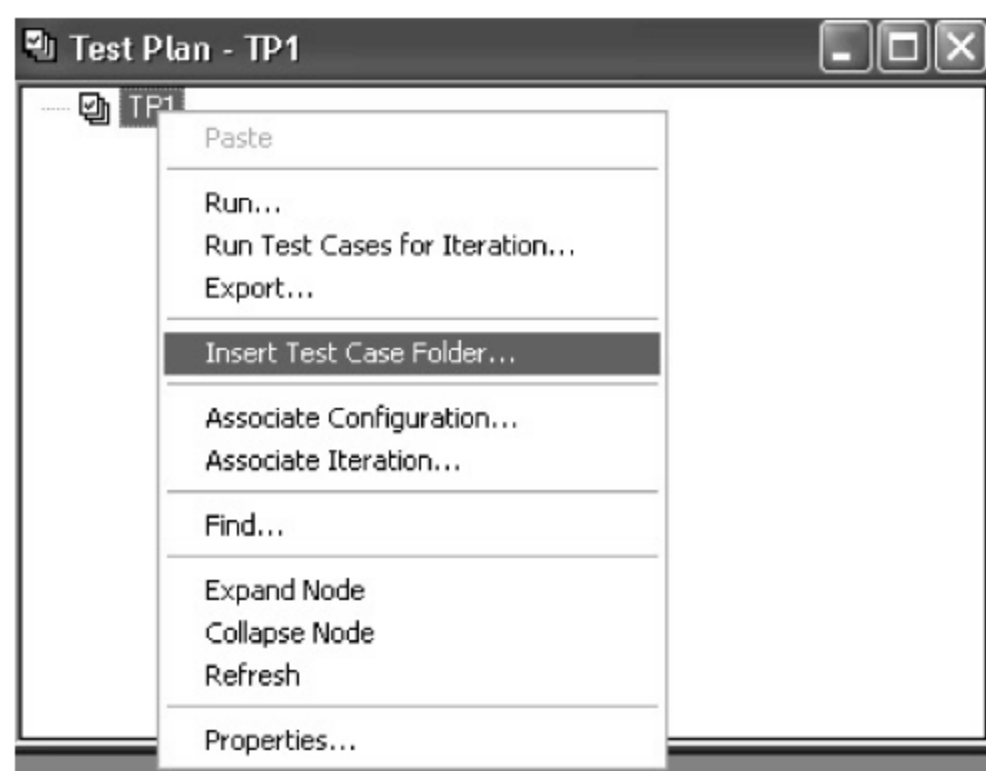 Test Plan - TP1
TP1
Paste
Run...
Run Test Cases for Iteration...
Export...
Insert Test Case Folder...
Associate Configuration...
Associate Iteration...
Find...
Expand Node
Collapse Node
Refresh
Properties...